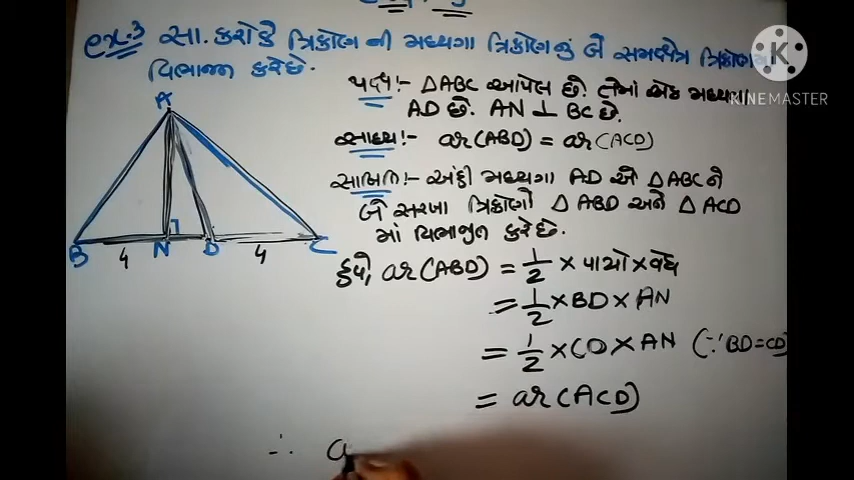 ex.3 સા. કરો કે ત્રિકોણ ની મધ્યગા ત્રિકોણનું બે સમક્ષેત્ર
વિભાજન કરે છે.
પક્ષ :- △ABC આપેલ છે. તેમાં એક મધ્યગા
AD છે. AN ⊥ BC છે.
સાધ્ય :- ar(ABD) = ar(ACD)
સાબિતી :- અહીં મધ્યગા AD એ △ABC ને
બે સરખા ત્રિકોણો △ABD અને △ACD
માં વિભાજન કરે છે.
હવે, ar(ABD) = 1/2 × પાયો × વેધ
= 1/2 × BD × AN
= 1/2 × CD × AN (∵ BD = CD)
= ar(ACD)
∴ a
A
B N D C
4 4
KINEMASTER